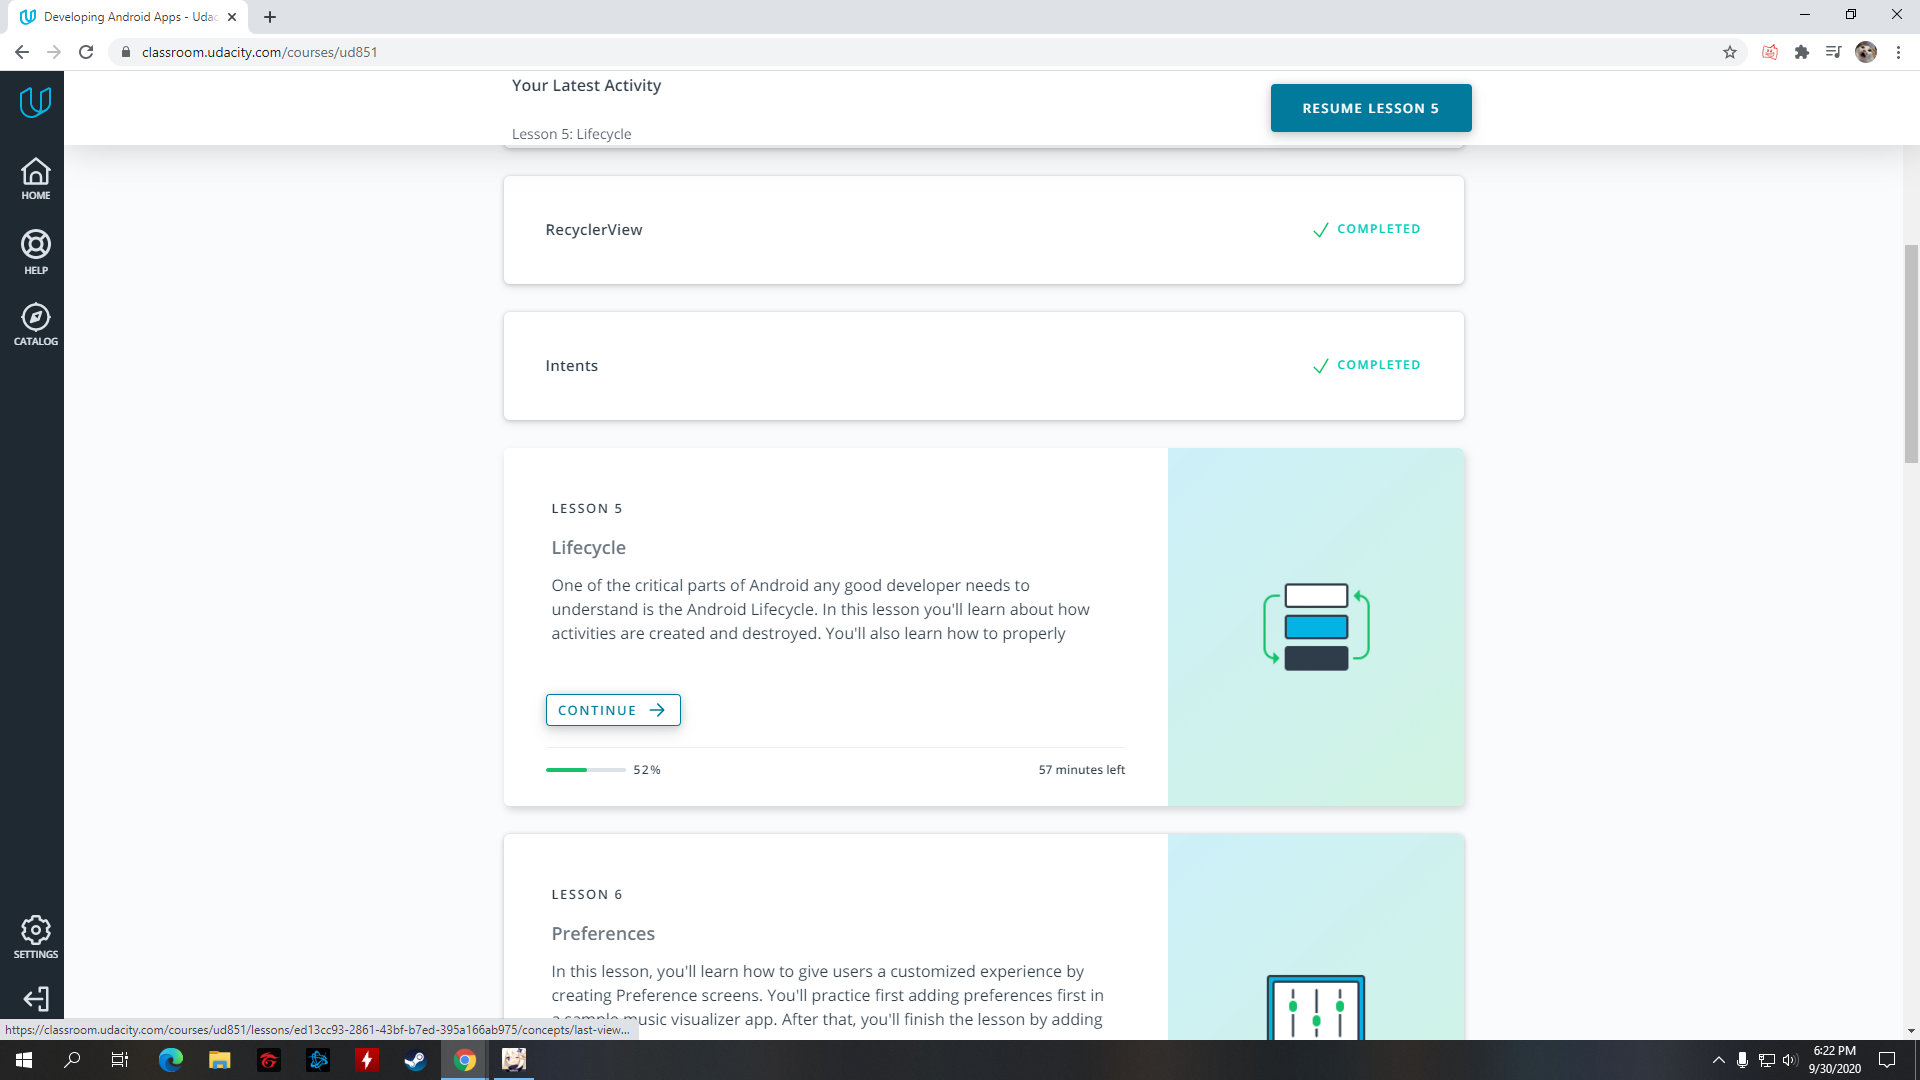 Developing Android Apps - Udac
classroom.udacity.com/courses/ud851
Your Latest Activity
RESUME LESSON 5
Lesson 5: Lifecycle
HOME
HELP
CATALOG
RecyclerView
COMPLETED
Intents
COMPLETED
LESSON 5
Lifecycle
One of the critical parts of Android any good developer needs to
understand is the Android Lifecycle. In this lesson you'll learn about how
activities are created and destroyed. You'll also learn how to properly
CONTINUE
52%
57 minutes left
LESSON 6
Preferences
In this lesson, you'll learn how to give users a customized experience by
creating Preference screens. You'll practice first adding preferences first in
a sample music visualizer app. After that, you'll finish the lesson by adding
SETTINGS
https://classroom.udacity.com/courses/ud851/lessons/ed13cc93-2861-43bf-b7ed-395a166ab975/concepts/last-view...
6:22 PM
9/30/2020